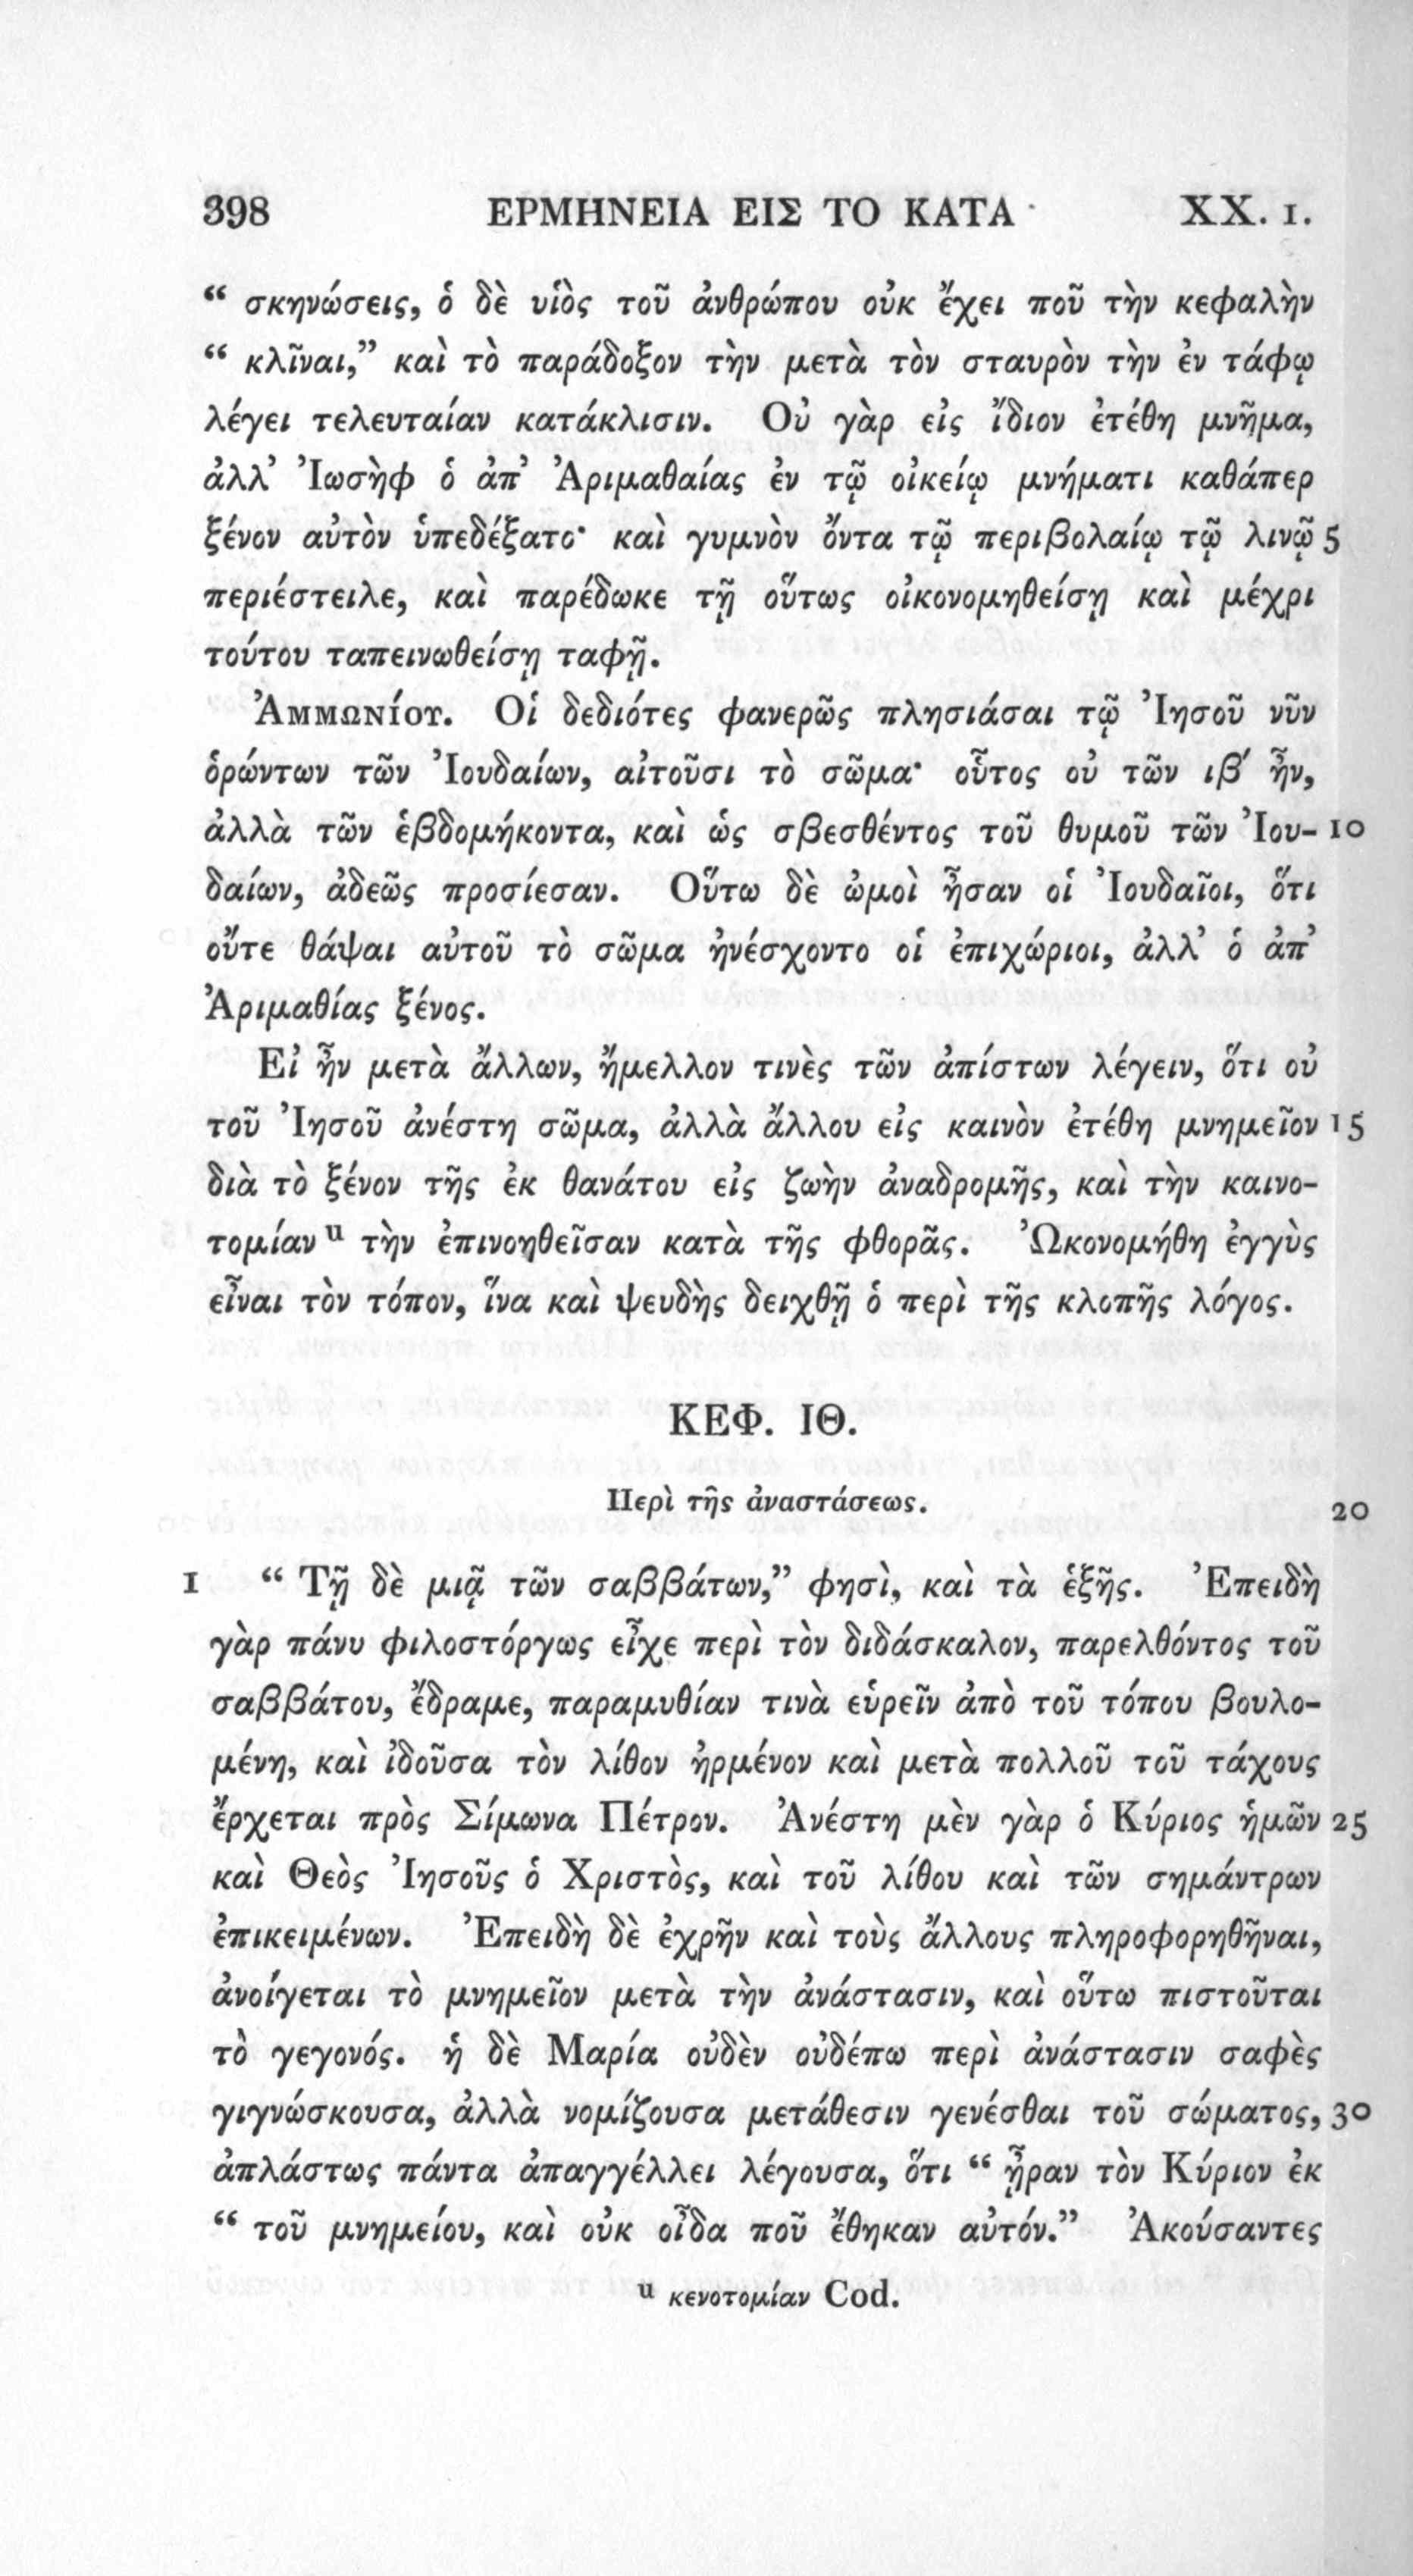 398 ΕΡΜΗΝΕΙΑ ΕΙΣ ΤΟ ΚΑΤΑ XX. 1.
“ σκηνώσεις, ὁ δὲ υἱὸς τοῦ ἀνθρώπου οὐκ ἔχει ποῦ τὴν κεφαλὴν
“ κλῖναι,” καὶ τὸ παράδοξον τὴν μετὰ τὸν σταυρὸν τὴν ἐν τάφῳ
λέγει τελευταίαν κατάκλισιν. Οὐ γὰρ εἰς ἴδιον ἐτέθη μνῆμα,
ἀλλ’ Ἰωσὴφ ὁ ἀπ’ Ἀριμαθαίας ἐν τῷ οἰκείῳ μνήματι καθάπερ
ξένον αὐτὸν ὑπεδέξατο· καὶ γυμνὸν ὄντα τῷ περιβολαίῳ τῷ λινῷ 5
περιέστειλε, καὶ παρέδωκε τῇ οὕτως οἰκονομηθείσῃ καὶ μέχρι
τούτου ταπεινωθείσῃ ταφῇ.
Ἀμμωνίου. Οἱ δεδιότες φανερῶς πλησιάσαι τῷ Ἰησοῦ νῦν
ὁρώντων τῶν Ἰουδαίων, αἰτοῦσι τὸ σῶμα· οὗτος οὐ τῶν ιβ′ ἦν,
ἀλλὰ τῶν ἑβδομήκοντα, καὶ ὡς σβεσθέντος τοῦ θυμοῦ τῶν Ἰου- 10
δαίων, ἀδεῶς προσίεσαν. Οὕτω δὲ ὠμοὶ ἦσαν οἱ Ἰουδαῖοι, ὅτι
οὔτε θάψαι αὐτοῦ τὸ σῶμα ἠνέσχοντο οἱ ἐπιχώριοι, ἀλλ’ ὁ ἀπ’
Ἀριμαθίας ξένος.
Εἰ ἦν μετὰ ἄλλων, ἤμελλον τινὲς τῶν ἀπίστων λέγειν, ὅτι οὐ
τοῦ Ἰησοῦ ἀνέστη σῶμα, ἀλλὰ ἄλλου εἰς καινὸν ἐτέθη μνημεῖον 15
διὰ τὸ ξένον τῆς ἐκ θανάτου εἰς ζωὴν ἀναδρομῆς, καὶ τὴν καινο-
τομίαν u τὴν ἐπινοηθεῖσαν κατὰ τῆς φθορᾶς. Ὠκονομήθη ἐγγὺς
εἶναι τὸν τόπον, ἵνα καὶ ψευδὴς δειχθῇ ὁ περὶ τῆς κλοπῆς λόγος.
ΚΕΦ. ΙΘ.
Περὶ τῆς ἀναστάσεως. 20
1 “ Τῇ δὲ μιᾷ τῶν σαββάτων,” φησὶ, καὶ τὰ ἑξῆς. Ἐπειδὴ
γὰρ πάνυ φιλοστόργως εἶχε περὶ τὸν διδάσκαλον, παρελθόντος τοῦ
σαββάτου, ἔδραμε, παραμυθίαν τινὰ εὑρεῖν ἀπὸ τοῦ τόπου βουλο-
μένη, καὶ ἰδοῦσα τὸν λίθον ἠρμένον καὶ μετὰ πολλοῦ τοῦ τάχους
ἔρχεται πρὸς Σίμωνα Πέτρον. Ἀνέστη μὲν γὰρ ὁ Κύριος ἡμῶν 25
καὶ Θεὸς Ἰησοῦς ὁ Χριστὸς, καὶ τοῦ λίθου καὶ τῶν σημάντρων
ἐπικειμένων. Ἐπειδὴ δὲ ἐχρῆν καὶ τοὺς ἄλλους πληροφορηθῆναι,
ἀνοίγεται τὸ μνημεῖον μετὰ τὴν ἀνάστασιν, καὶ οὕτω πιστοῦται
τὸ γεγονός. ἡ δὲ Μαρία οὐδὲν οὐδέπω περὶ ἀνάστασιν σαφὲς
γιγνώσκουσα, ἀλλὰ νομίζουσα μετάθεσιν γενέσθαι τοῦ σώματος, 30
ἀπλάστως πάντα ἀπαγγέλλει λέγουσα, ὅτι “ ἦραν τὸν Κύριον ἐκ
“ τοῦ μνημείου, καὶ οὐκ οἶδα ποῦ ἔθηκαν αὐτόν.” Ἀκούσαντες
u κενοτομίαν Cod.